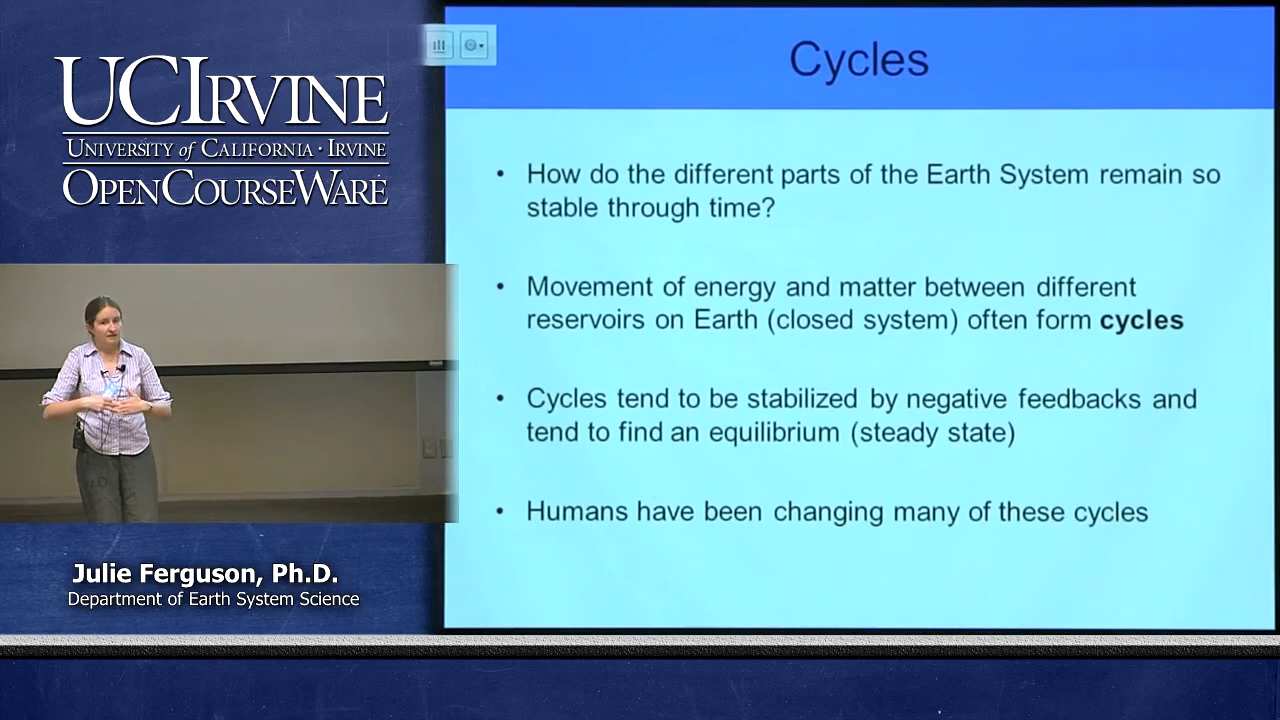 UCIRVINE
UNIVERSITY of CALIFORNIA · IRVINE
OPENCOURSEWARE
Julie Ferguson, Ph.D.
Department of Earth System Science
Cycles
• How do the different parts of the Earth System remain so
stable through time?
• Movement of energy and matter between different
reservoirs on Earth (closed system) often form cycles
• Cycles tend to be stabilized by negative feedbacks and
tend to find an equilibrium (steady state)
• Humans have been changing many of these cycles